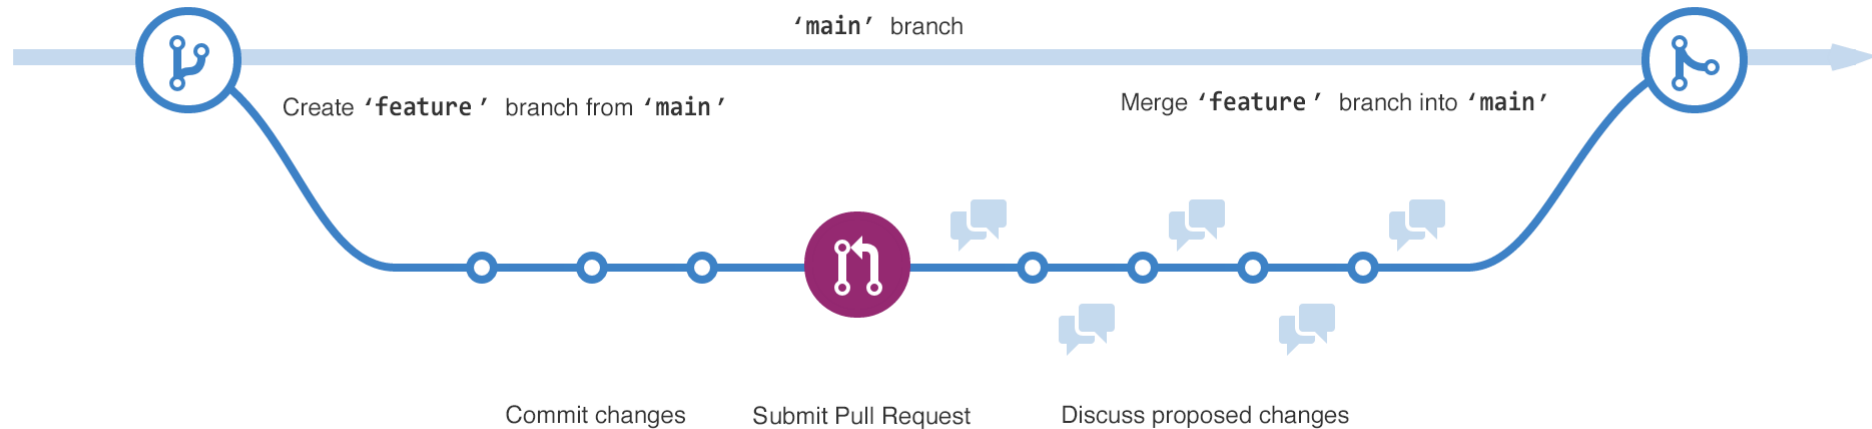 ‘main’ branch
Create ‘feature’ branch from ‘main’
Merge ‘feature’ branch into ‘main’
Commit changes
Submit Pull Request
Discuss proposed changes